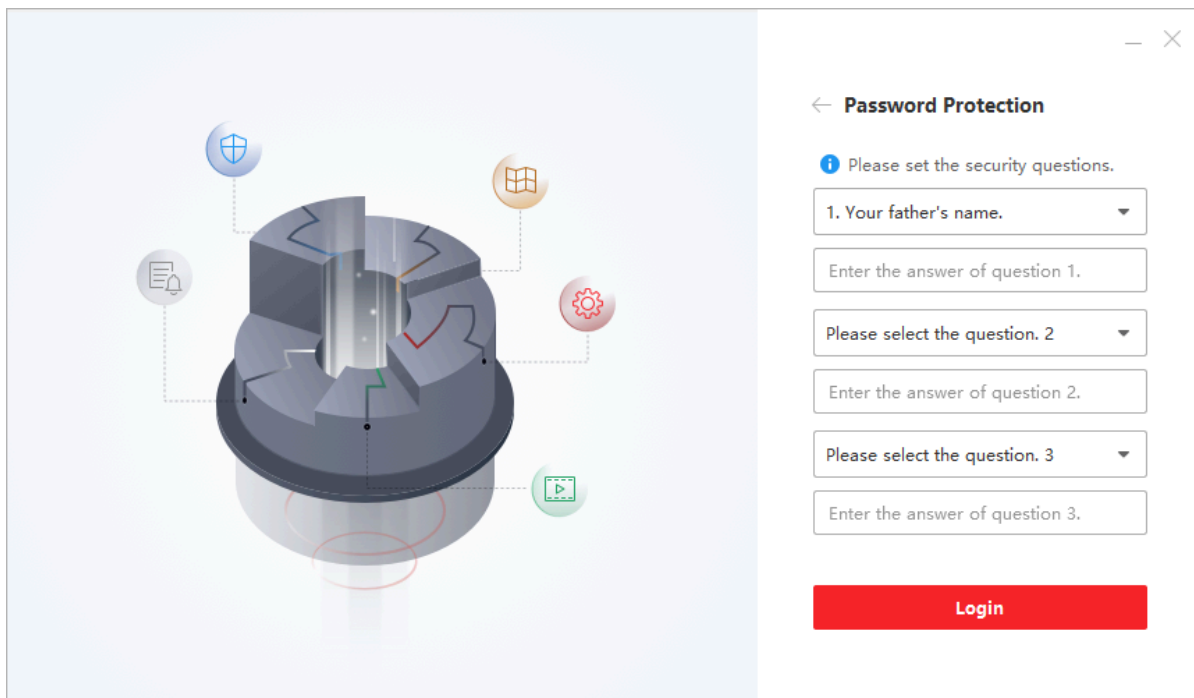 Password Protection
Please set the security questions.
1. Your father's name.
Enter the answer of question 1.
Please select the question. 2
Enter the answer of question 2.
Please select the question. 3
Enter the answer of question 3.
Login